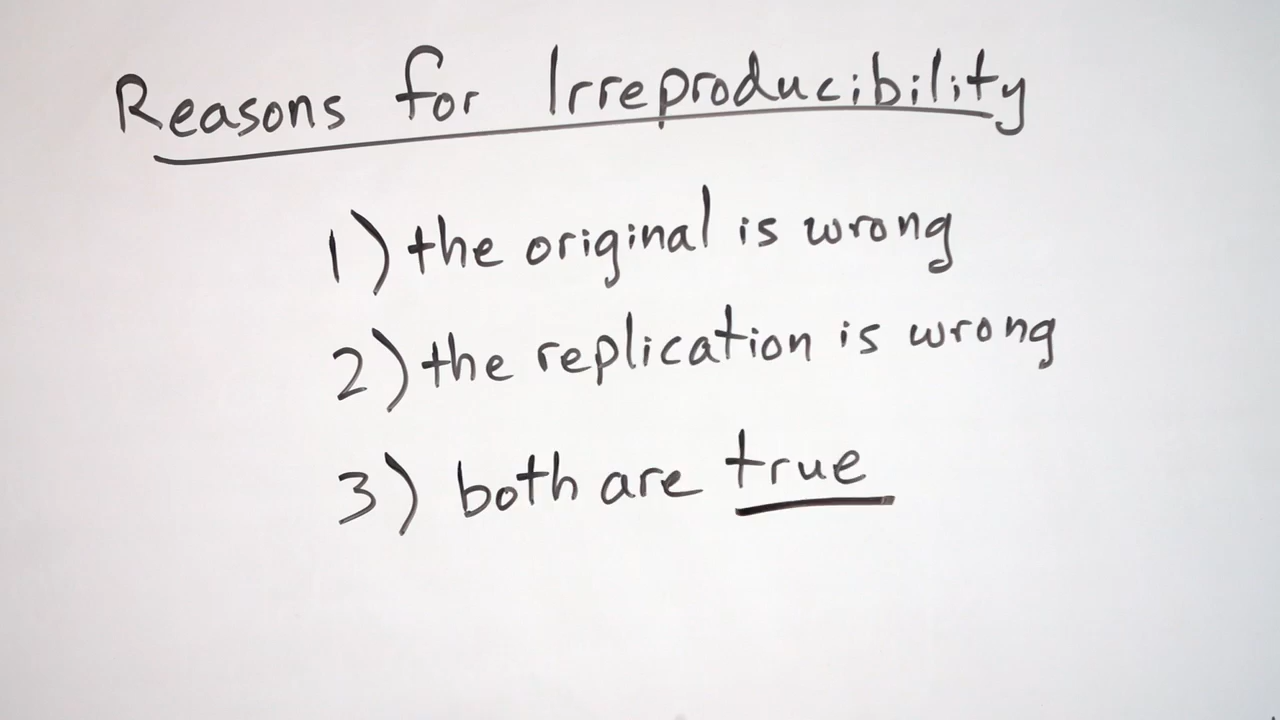 Reasons for Irreproducibility
1) the original is wrong
2) the replication is wrong
3) both are true